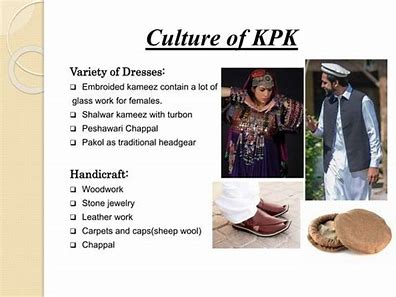 Culture of KPK
Variety of Dresses:
Embroided kameez contain a lot of
glass work for females.
Shalwar kameez with turbon
Peshawari Chappal
Pakol as traditional headgear
Handicraft:
Woodwork
Stone jewelry
Leather work
Carpets and caps(sheep wool)
Chappal